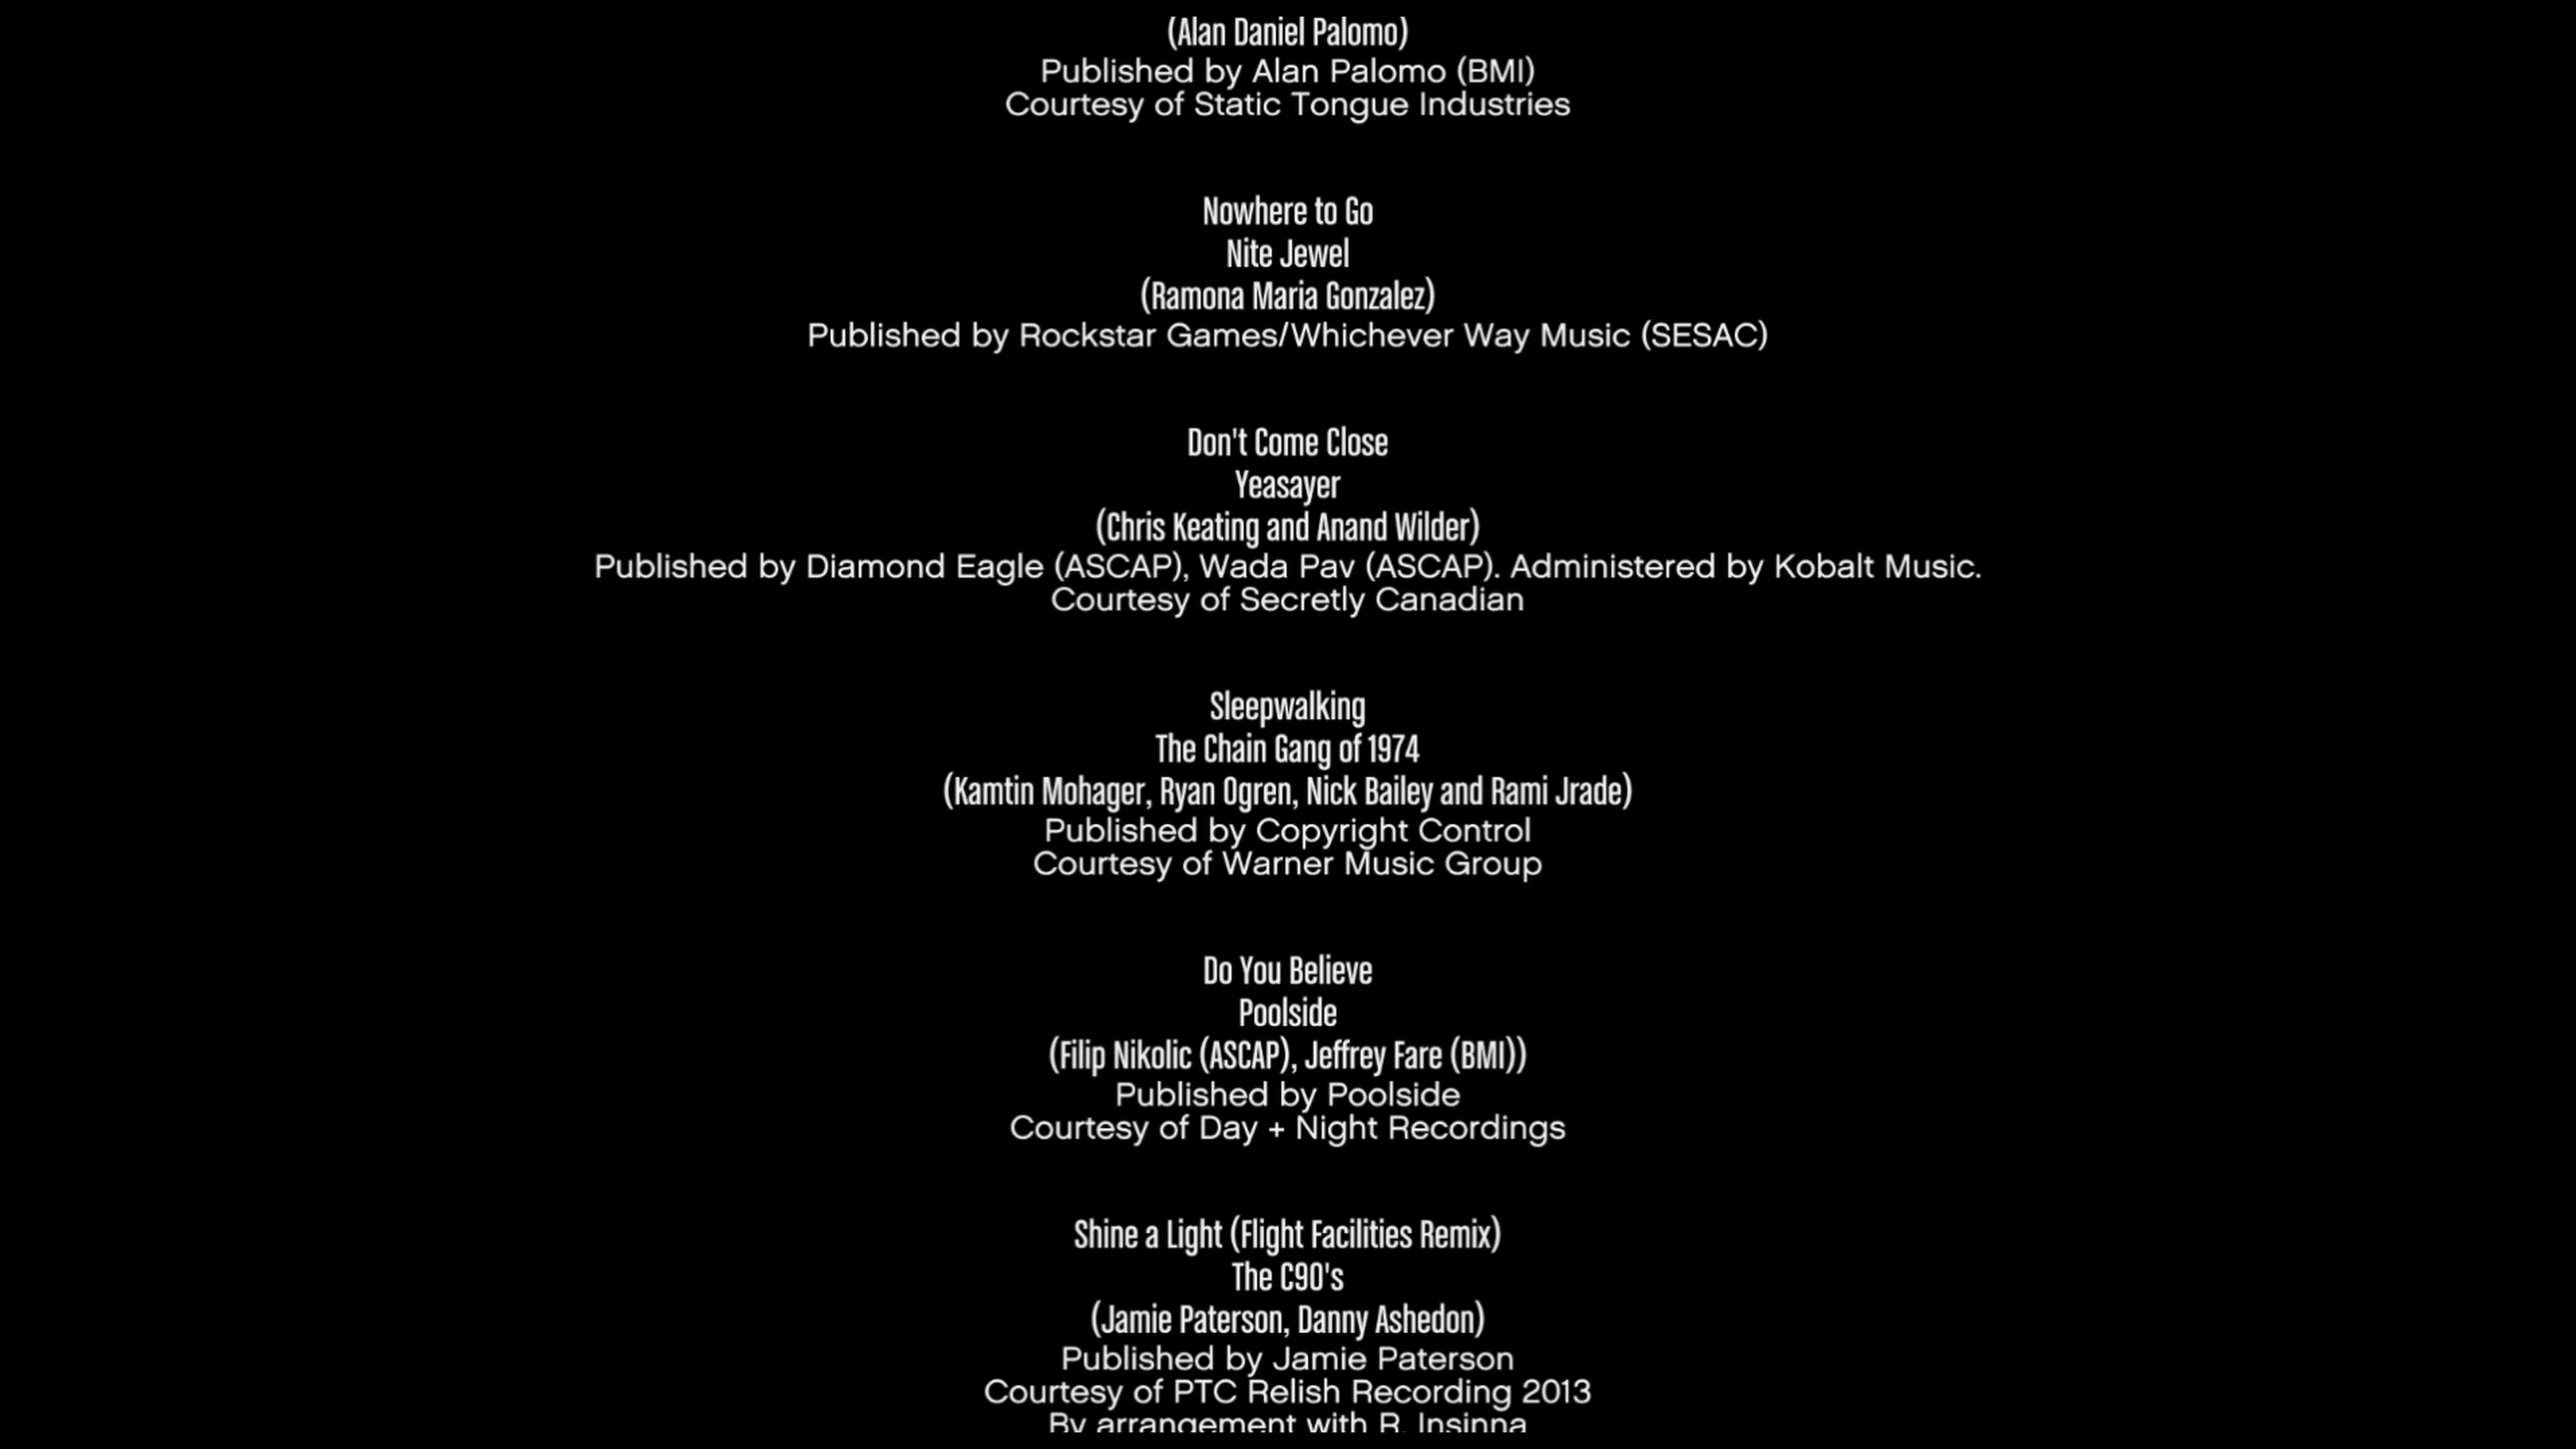 (Alan Daniel Palomo)
Published by Alan Palomo (BMI)
Courtesy of Static Tongue Industries
Nowhere to Go
Nite Jewel
(Ramona Maria Gonzalez)
Published by Rockstar Games/Whichever Way Music (SESAC)
Don't Come Close
Yeasayer
(Chris Keating and Anand Wilder)
Published by Diamond Eagle (ASCAP), Wada Pav (ASCAP). Administered by Kobalt Music.
Courtesy of Secretly Canadian
Sleepwalking
The Chain Gang of 1974
(Kamtin Mohager, Ryan Ogren, Nick Bailey and Rami Jrade)
Published by Copyright Control
Courtesy of Warner Music Group
Do You Believe
Poolside
(Filip Nikolic (ASCAP), Jeffrey Fare (BMI))
Published by Poolside
Courtesy of Day + Night Recordings
Shine a Light (Flight Facilities Remix)
The C90's
(Jamie Paterson, Danny Ashedon)
Published by Jamie Paterson
Courtesy of PTC Relish Recording 2013
By arrangement with R. Insinna